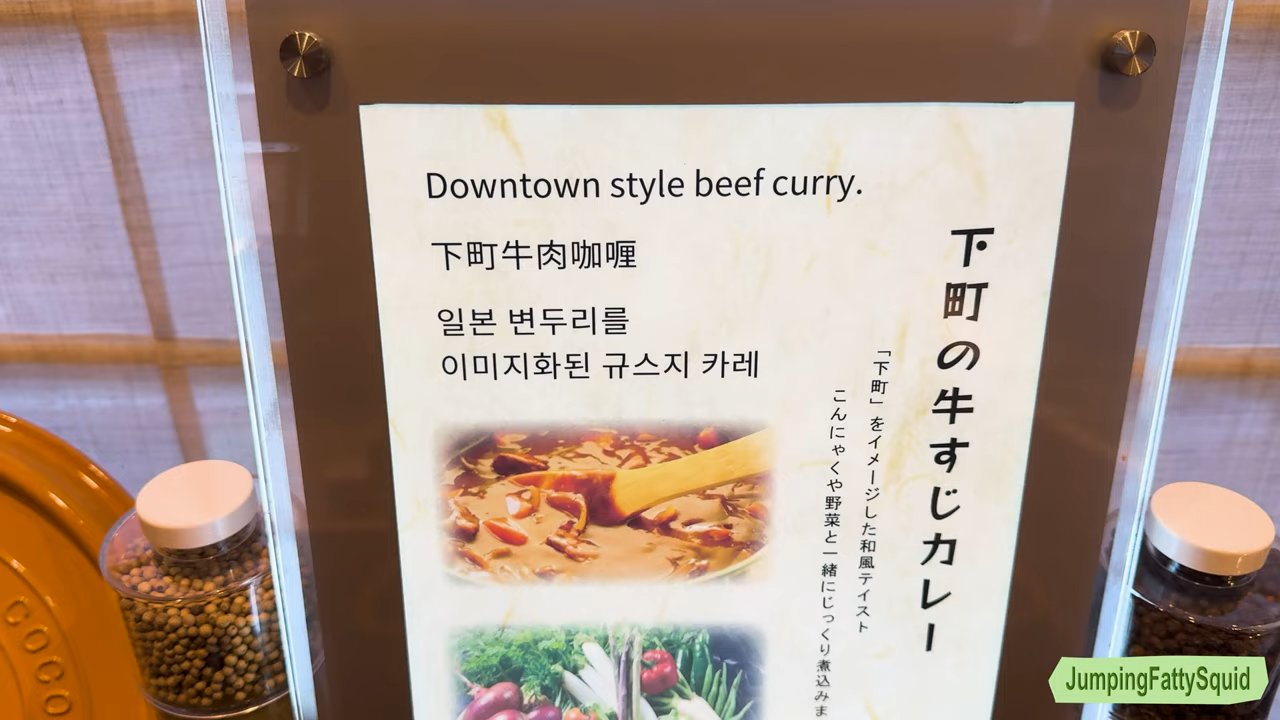 Downtown style beef curry.
下町牛肉咖喱
일본 변두리를
이미지화된 규스지 카레
下町の牛すじカレー
「下町」をイメージした和風テイスト
こんにゃくや野菜と一緒にじっくり煮込みま
COCO
JumpingFattySquid